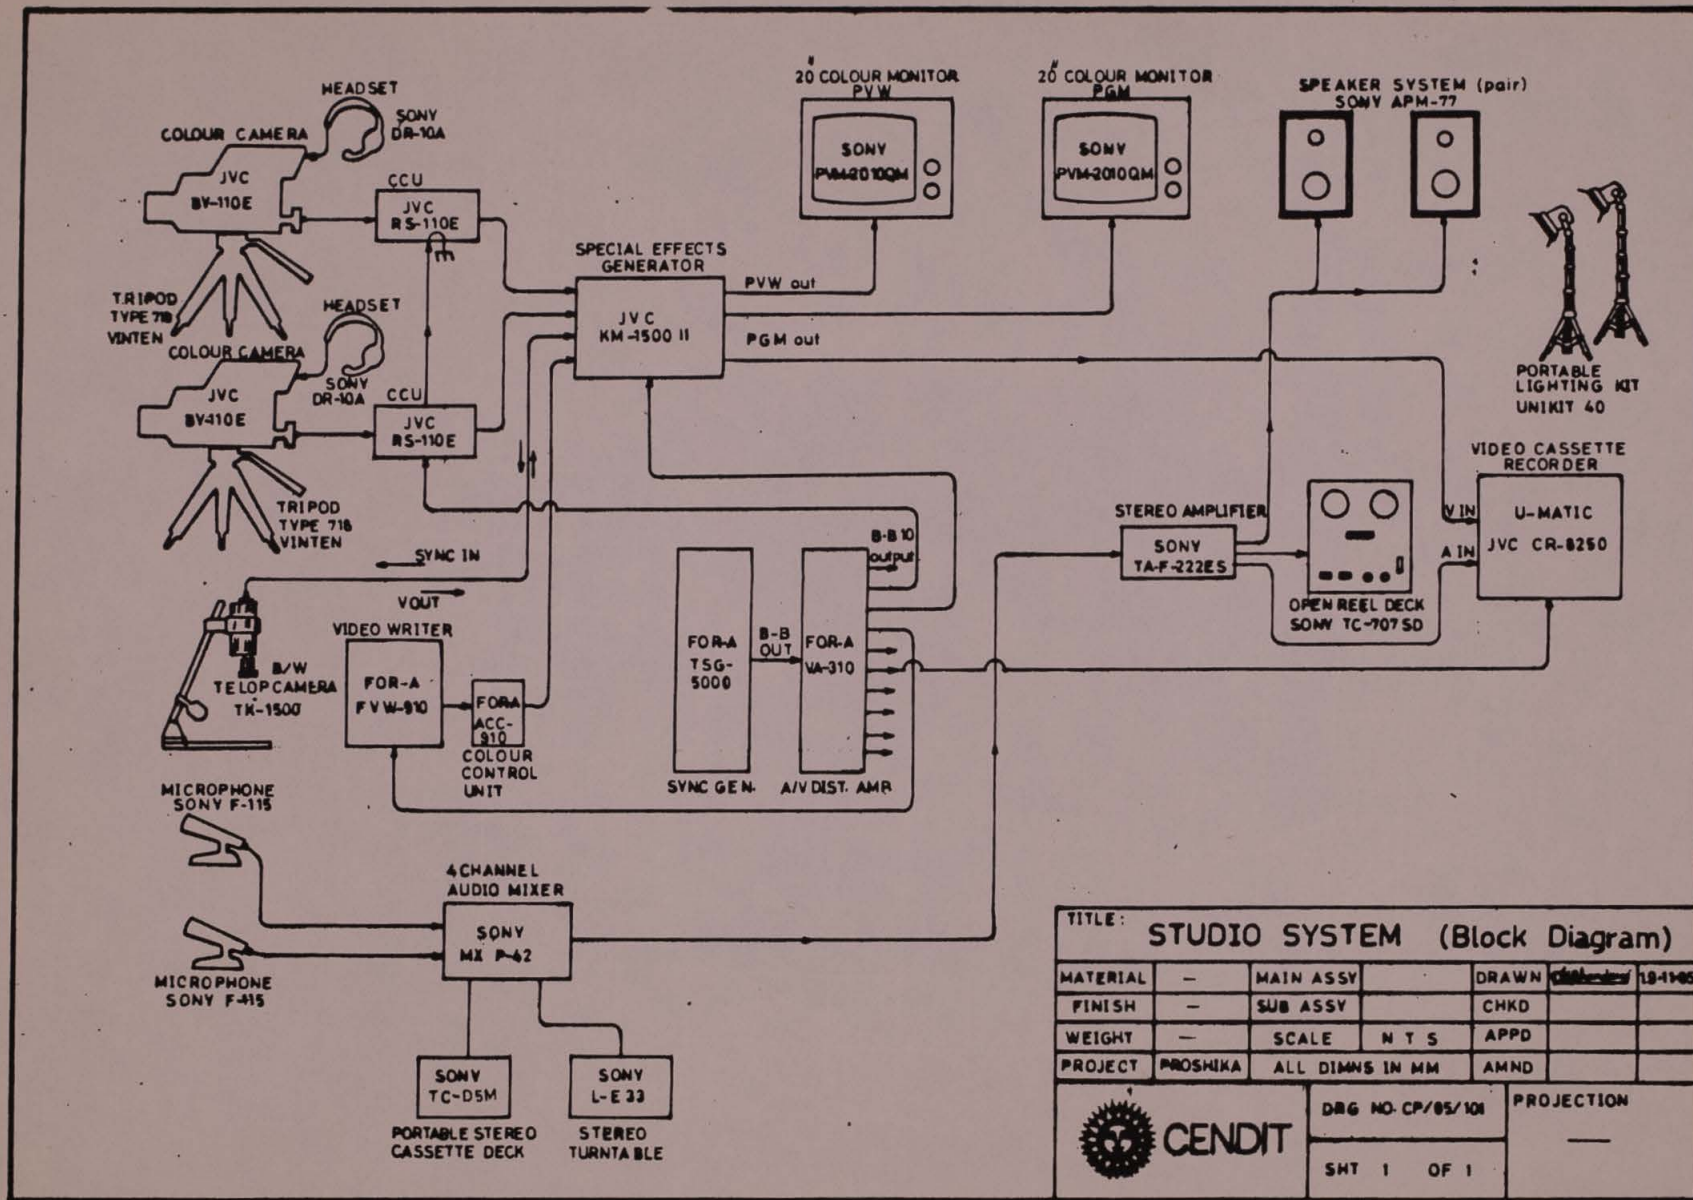 HEADSET
SONY
DR-10A
COLOUR CAMERA
JVC
BY-110E
CCU
JVC
RS-110E
TRIPOD
TYPE 718
VINTEN
HEADSET
COLOUR CAMERA
SONY
DR-10A
JVC
BY-110E
CCU
JVC
RS-110E
TRIPOD
TYPE 718
VINTEN
SPECIAL EFFECTS
GENERATOR
JVC
KM-1500 II
PVW out
PGM out
20" COLOUR MONITOR
PVW
SONY
PVM-2010QM
20" COLOUR MONITOR
PGM
SONY
PVM-2010QM
SPEAKER SYSTEM (pair)
SONY APM-77
PORTABLE
LIGHTING KIT
UNIKIT 40
VIDEO CASSETTE
RECORDER
V IN
A IN
U-MATIC
JVC CR-8250
STEREO AMPLIFIER
SONY
TA-F-222ES
OPEN REEL DECK
SONY TC-707SD
SYNC IN
VOUT
B/W
TELOP CAMERA
TK-1500
VIDEO WRITER
FOR-A
FVW-910
FOR-A
ACC-
910
COLOUR
CONTROL
UNIT
FOR-A
TSG-
5000
SYNC GEN.
B-B
OUT
FOR-A
VA-310
A/V DIST. AMP.
B-B 10
output
MICROPHONE
SONY F-115
MICROPHONE
SONY F-115
4 CHANNEL
AUDIO MIXER
SONY
MX P-42
SONY
TC-D5M
PORTABLE STEREO
CASSETTE DECK
SONY
L-E 33
STEREO
TURNTABLE
TITLE: STUDIO SYSTEM (Block Diagram)
MATERIAL — MAIN ASSY DRAWN 19-11-85
FINISH — SUB ASSY CHKD
WEIGHT — SCALE N T S APPD
PROJECT PROSHIKA ALL DIMNS IN MM AMND
CENDIT
DRG NO. CP/85/101
SHT 1 OF 1
PROJECTION
—